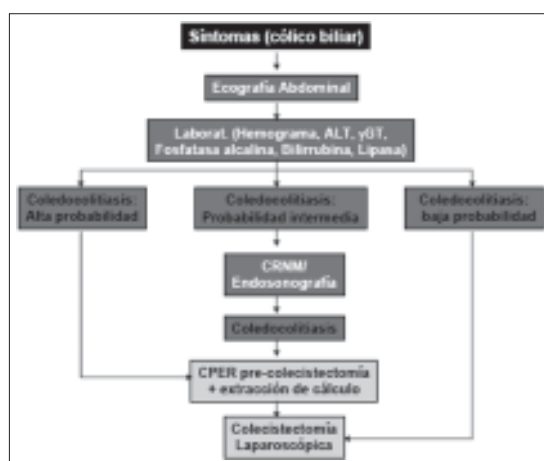 Síntomas (cólico biliar)
Ecografía Abdominal
Laborat. (Hemograma, ALT, γGT,
Fosfatasa alcalina, Bilirrubina, Lipasa)
Coledocolitiasis:
Alta probabilidad
Coledocolitiasis:
Probabilidad intermedia
Coledocolitiasis:
baja probabilidad
CRNM/
Endosonografía
Coledocolitiasis
CPER pre-colecistectomía
+ extracción de cálculo
Colecistectomía
Laparoscópica